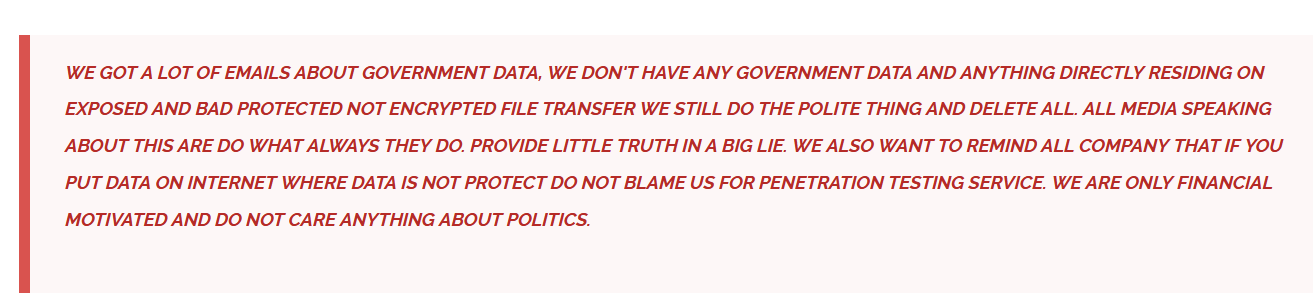 WE GOT A LOT OF EMAILS ABOUT GOVERNMENT DATA, WE DON'T HAVE ANY GOVERNMENT DATA AND ANYTHING DIRECTLY RESIDING ON
EXPOSED AND BAD PROTECTED NOT ENCRYPTED FILE TRANSFER WE STILL DO THE POLITE THING AND DELETE ALL. ALL MEDIA SPEAKING
ABOUT THIS ARE DO WHAT ALWAYS THEY DO. PROVIDE LITTLE TRUTH IN A BIG LIE. WE ALSO WANT TO REMIND ALL COMPANY THAT IF YOU
PUT DATA ON INTERNET WHERE DATA IS NOT PROTECT DO NOT BLAME US FOR PENETRATION TESTING SERVICE. WE ARE ONLY FINANCIAL
MOTIVATED AND DO NOT CARE ANYTHING ABOUT POLITICS.